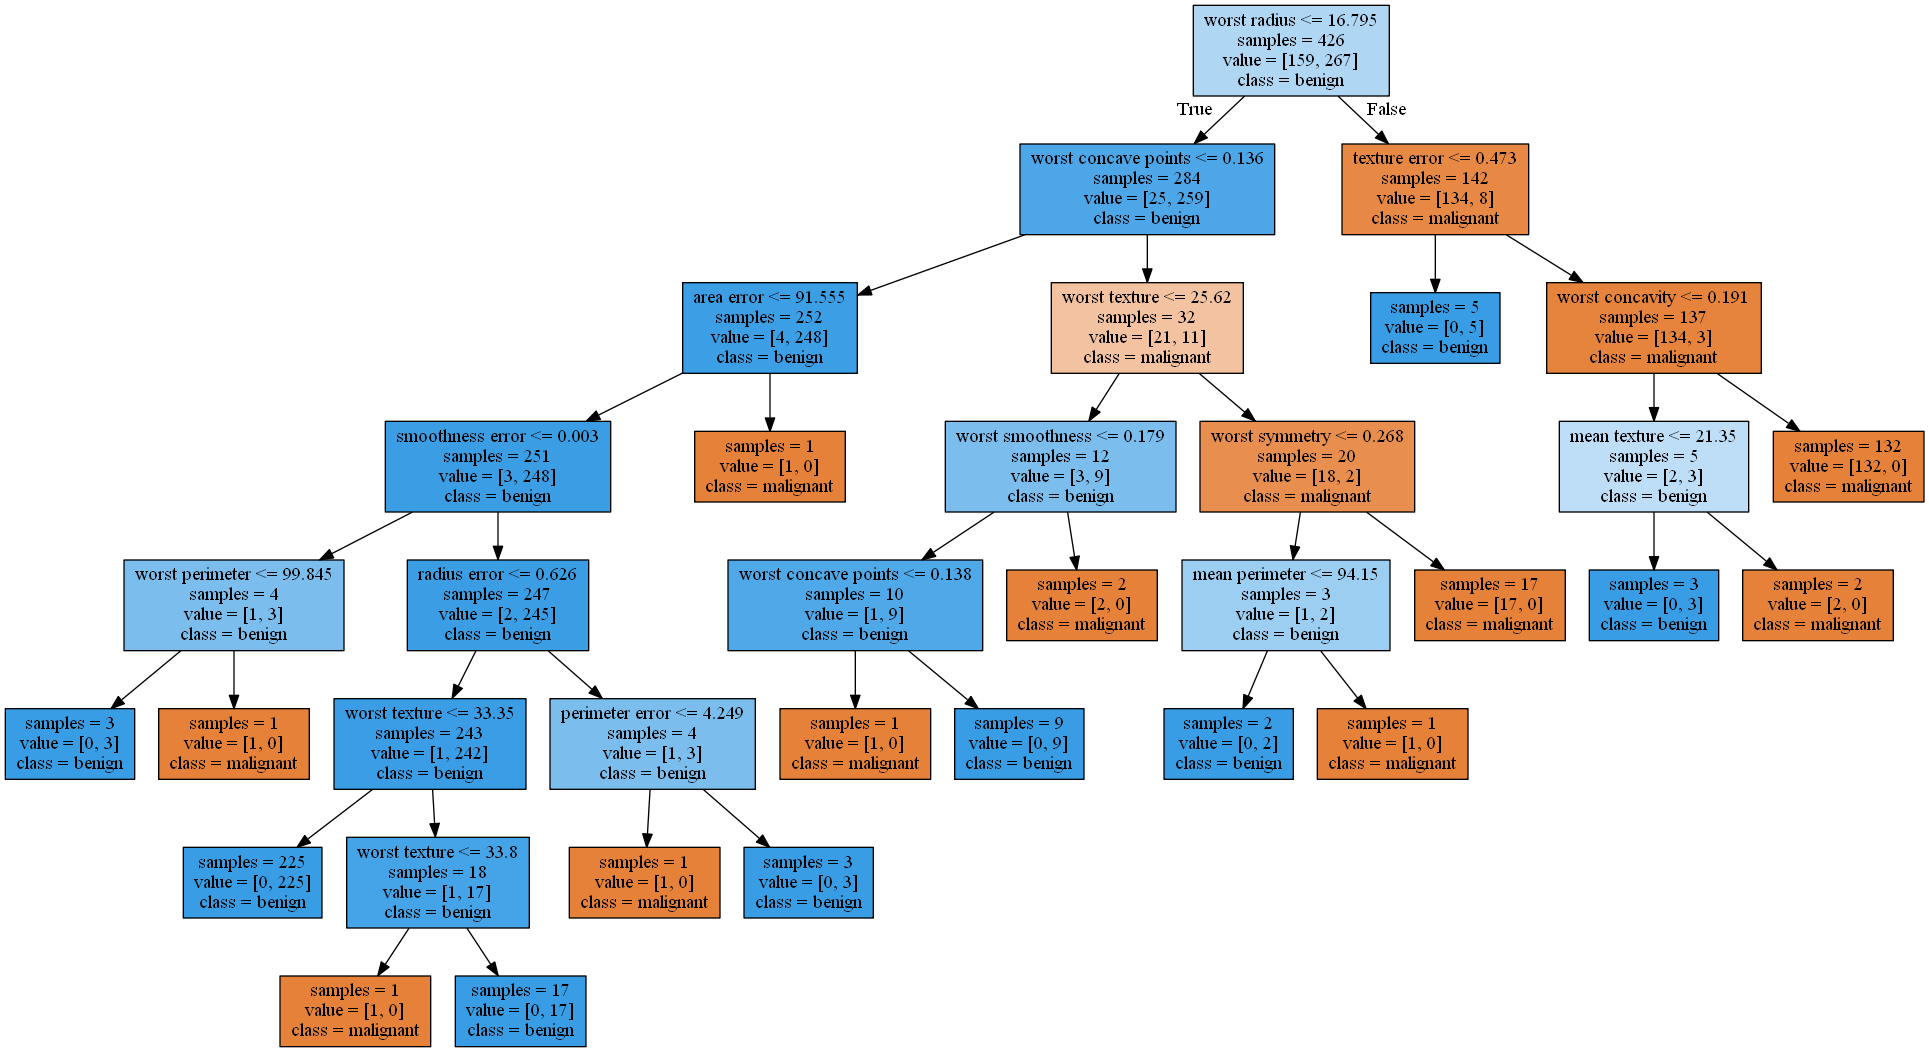 worst radius <= 16.795
samples = 426
value = [159, 267]
class = benign
True
False
worst concave points <= 0.136
samples = 284
value = [25, 259]
class = benign
texture error <= 0.473
samples = 142
value = [134, 8]
class = malignant
area error <= 91.555
samples = 252
value = [4, 248]
class = benign
worst texture <= 25.62
samples = 32
value = [21, 11]
class = malignant
samples = 5
value = [0, 5]
class = benign
worst concavity <= 0.191
samples = 137
value = [134, 3]
class = malignant
smoothness error <= 0.003
samples = 251
value = [3, 248]
class = benign
samples = 1
value = [1, 0]
class = malignant
worst smoothness <= 0.179
samples = 12
value = [3, 9]
class = benign
worst symmetry <= 0.268
samples = 20
value = [18, 2]
class = malignant
mean texture <= 21.35
samples = 5
value = [2, 3]
class = benign
samples = 132
value = [132, 0]
class = malignant
worst perimeter <= 99.845
samples = 4
value = [1, 3]
class = benign
radius error <= 0.626
samples = 247
value = [2, 245]
class = benign
worst concave points <= 0.138
samples = 10
value = [1, 9]
class = benign
samples = 2
value = [2, 0]
class = malignant
mean perimeter <= 94.15
samples = 3
value = [1, 2]
class = benign
samples = 17
value = [17, 0]
class = malignant
samples = 3
value = [0, 3]
class = benign
samples = 2
value = [2, 0]
class = malignant
samples = 3
value = [0, 3]
class = benign
samples = 1
value = [1, 0]
class = malignant
worst texture <= 33.35
samples = 243
value = [1, 242]
class = benign
perimeter error <= 4.249
samples = 4
value = [1, 3]
class = benign
samples = 1
value = [1, 0]
class = malignant
samples = 9
value = [0, 9]
class = benign
samples = 2
value = [0, 2]
class = benign
samples = 1
value = [1, 0]
class = malignant
samples = 225
value = [0, 225]
class = benign
worst texture <= 33.8
samples = 18
value = [1, 17]
class = benign
samples = 1
value = [1, 0]
class = malignant
samples = 3
value = [0, 3]
class = benign
samples = 1
value = [1, 0]
class = malignant
samples = 17
value = [0, 17]
class = benign